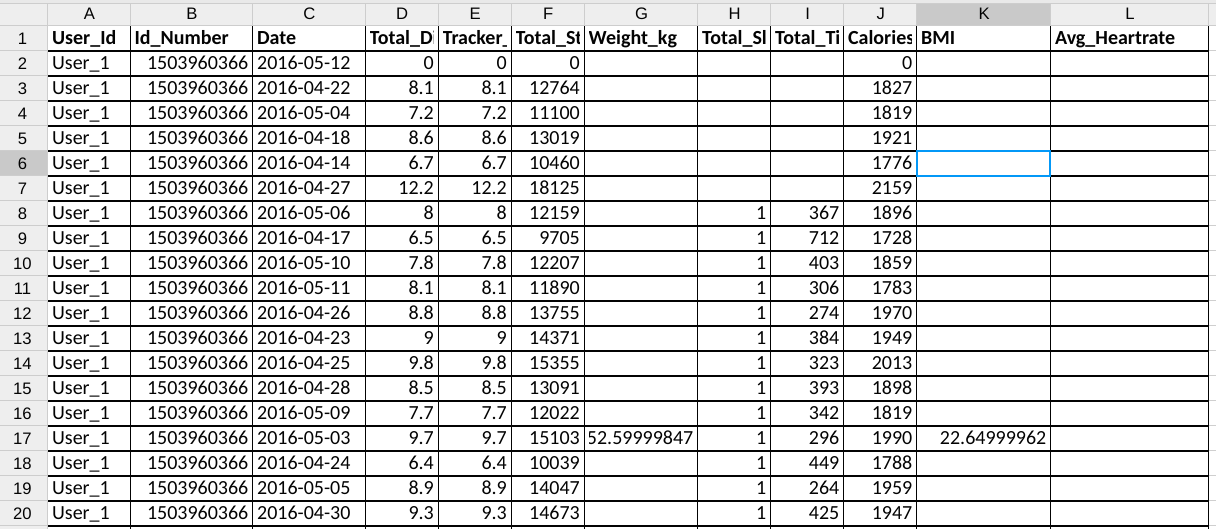 A B C D E F G H I J K L
1 User_Id Id_Number Date Total_D Tracker_ Total_St Weight_kg Total_Sl Total_Ti Calories BMI Avg_Heartrate
2 User_1 1503960366 2016-05-12 0 0 0 0
3 User_1 1503960366 2016-04-22 8.1 8.1 12764 1827
4 User_1 1503960366 2016-05-04 7.2 7.2 11100 1819
5 User_1 1503960366 2016-04-18 8.6 8.6 13019 1921
6 User_1 1503960366 2016-04-14 6.7 6.7 10460 1776
7 User_1 1503960366 2016-04-27 12.2 12.2 18125 2159
8 User_1 1503960366 2016-05-06 8 8 12159 1 367 1896
9 User_1 1503960366 2016-04-17 6.5 6.5 9705 1 712 1728
10 User_1 1503960366 2016-05-10 7.8 7.8 12207 1 403 1859
11 User_1 1503960366 2016-05-11 8.1 8.1 11890 1 306 1783
12 User_1 1503960366 2016-04-26 8.8 8.8 13755 1 274 1970
13 User_1 1503960366 2016-04-23 9 9 14371 1 384 1949
14 User_1 1503960366 2016-04-25 9.8 9.8 15355 1 323 2013
15 User_1 1503960366 2016-04-28 8.5 8.5 13091 1 393 1898
16 User_1 1503960366 2016-05-09 7.7 7.7 12022 1 342 1819
17 User_1 1503960366 2016-05-03 9.7 9.7 15103 52.59999847 1 296 1990 22.64999962
18 User_1 1503960366 2016-04-24 6.4 6.4 10039 1 449 1788
19 User_1 1503960366 2016-05-05 8.9 8.9 14047 1 264 1959
20 User_1 1503960366 2016-04-30 9.3 9.3 14673 1 425 1947